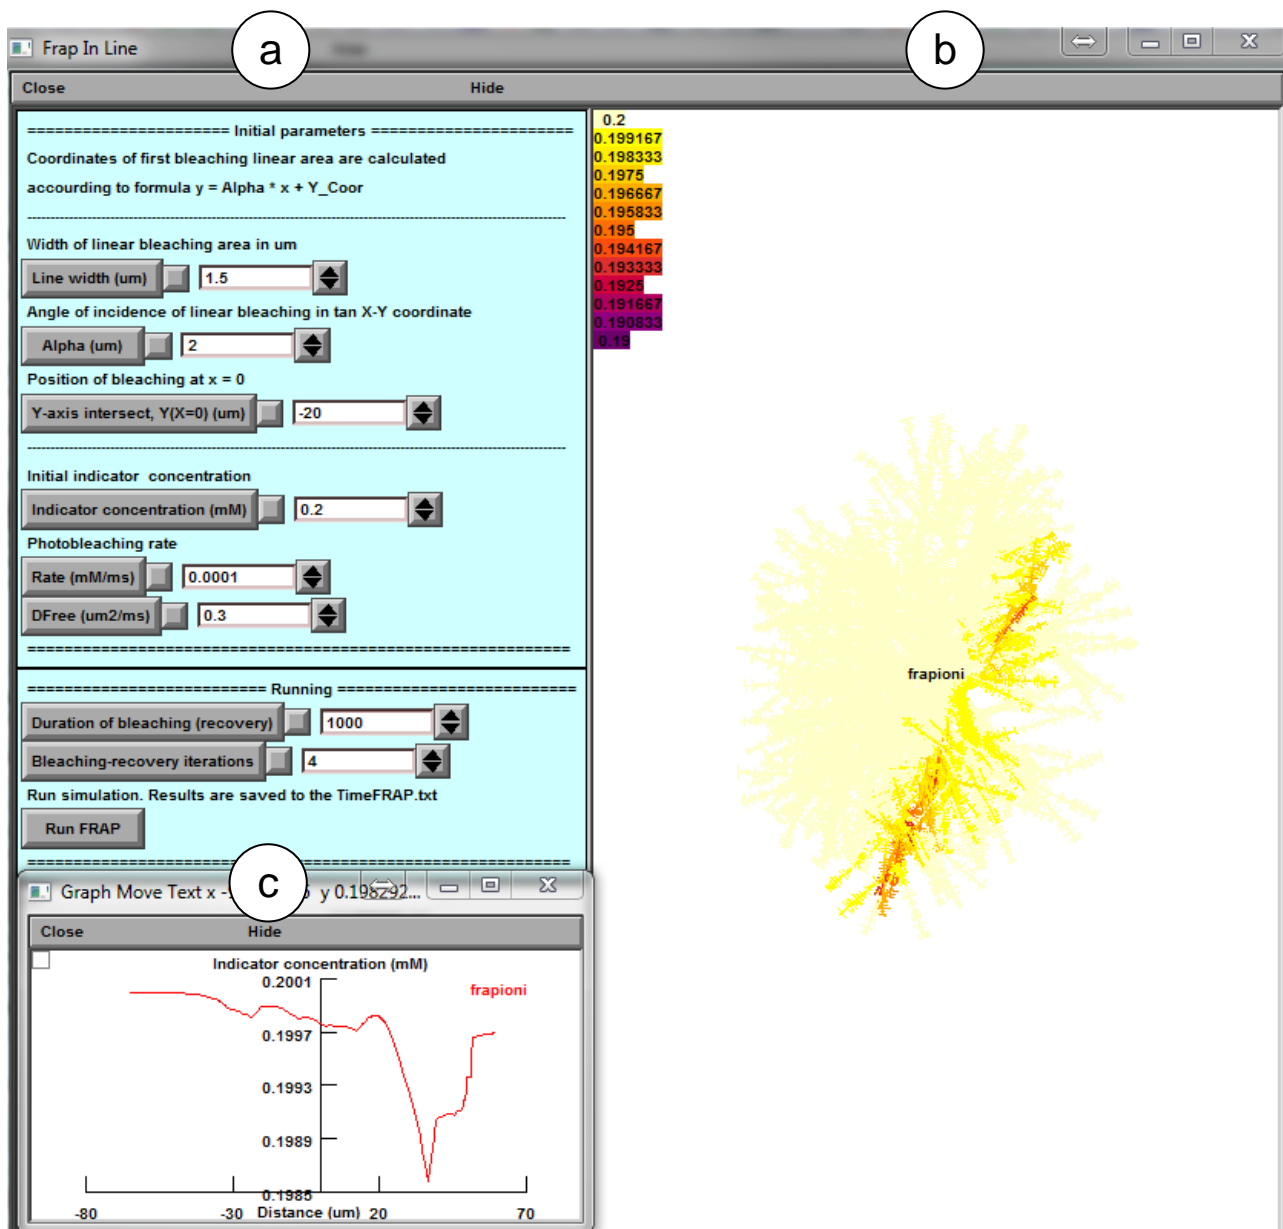 a
b
Frap In Line
Close Hide
====================== Initial parameters ======================
Coordinates of first bleaching linear area are calculated
accourding to formula y = Alpha * x + Y_Coor
Width of linear bleaching area in um
Line width (um) 1.5
Angle of incidence of linear bleaching in tan X-Y coordinate
Alpha (um) 2
Position of bleaching at x = 0
Y-axis intersect, Y(X=0) (um) -20
Initial indicator concentration
Indicator concentration (mM) 0.2
Photobleaching rate
Rate (mM/ms) 0.0001
DFree (um2/ms) 0.3
========================== Running ==========================
Duration of bleaching (recovery) 1000
Bleaching-recovery iterations 4
Run simulation. Results are saved to the TimeFRAP.txt
Run FRAP
0.2
0.199167
0.198333
0.1975
0.196667
0.195833
0.195
0.194167
0.193333
0.1925
0.191667
0.190833
0.19
frapioni
c
Graph Move Text x y 0.198292...
Close Hide
Indicator concentration (mM)
frapioni
0.2001
0.1997
0.1993
0.1989
0.1985
-80 -30 Distance (um) 20 70